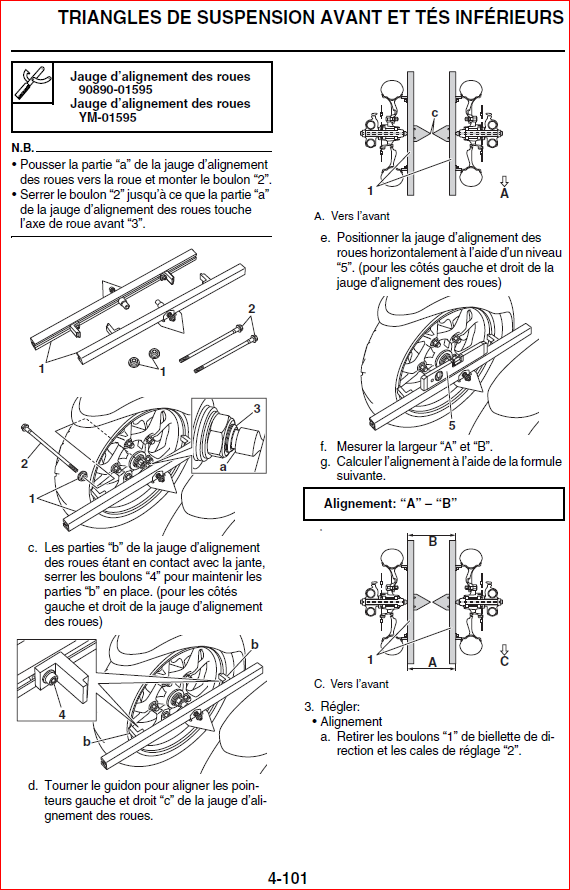 TRIANGLES DE SUSPENSION AVANT ET TÉS INFÉRIEURS
Jauge d'alignement des roues
90890-01595
Jauge d'alignement des roues
YM-01595
N.B.
• Pousser la partie “a” de la jauge d'alignement
des roues vers la roue et monter le boulon “2”.
• Serrer le boulon “2” jusqu'à ce que la partie “a”
de la jauge d'alignement des roues touche
l'axe de roue avant “3”.
2
1
1
3
2
a
1
c. Les parties “b” de la jauge d'alignement
des roues étant en contact avec la jante,
serrer les boulons “4” pour maintenir les
parties “b” en place. (pour les côtés
gauche et droit de la jauge d'alignement
des roues)
b
4
b
d. Tourner le guidon pour aligner les poin-
teurs gauche et droit “c” de la jauge d'ali-
gnement des roues.
c
1
A
A. Vers l'avant
e. Positionner la jauge d'alignement des
roues horizontalement à l'aide d'un niveau
“5”. (pour les côtés gauche et droit de la
jauge d'alignement des roues)
5
f. Mesurer la largeur “A” et “B”.
g. Calculer l'alignement à l'aide de la formule
suivante.
Alignement: “A” – “B”
B
1
A
C
C. Vers l'avant
3. Régler:
• Alignement
a. Retirer les boulons “1” de biellette de di-
rection et les cales de réglage “2”.
4-101